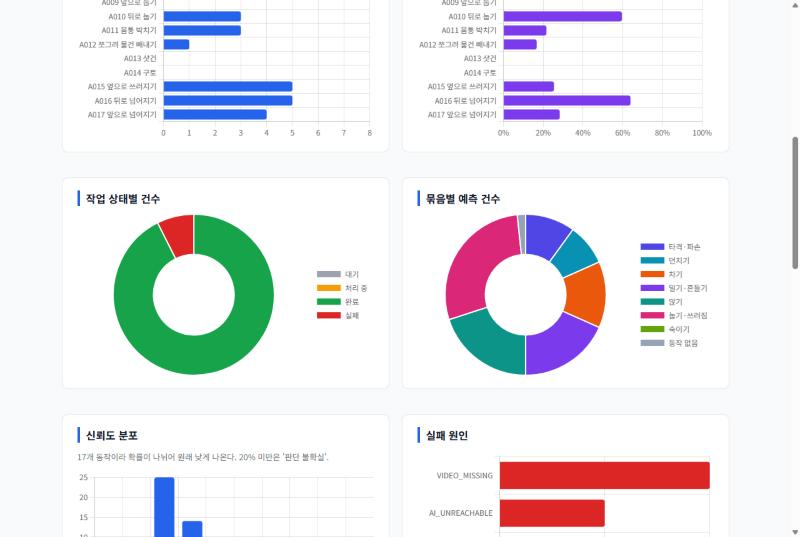 A009 옆으로 눕기
A010 뒤로 눕기
A011 몸통 박치기
A012 쪼그려 물건 빼내기
A013 샷건
A014 구토
A015 옆으로 쓰러지기
A016 뒤로 넘어지기
A017 앞으로 넘어지기
0 1 2 3 4 5 6 7 8
A010 뒤로 눕기
A011 몸통 박치기
A012 쪼그려 물건 빼내기
A013 샷건
A014 구토
A015 옆으로 쓰러지기
A016 뒤로 넘어지기
A017 앞으로 넘어지기
0% 20% 40% 60% 80% 100%
작업 상태별 건수
대기
처리 중
완료
실패
묶음별 예측 건수
타격·파손
던지기
차기
밀기·흔들기
앉기
눕기·쓰러짐
숙이기
동작 없음
신뢰도 분포
17개 동작이라 확률이 나뉘어 원래 낮게 나온다. 20% 미만은 '판단 불확실'.
25
20
15
10
실패 원인
VIDEO_MISSING
AI_UNREACHABLE